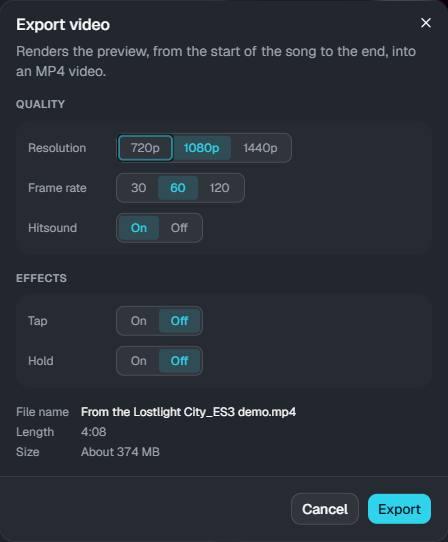 Export video
Renders the preview, from the start of the song to the end, into
an MP4 video.
QUALITY
Resolution 720p 1080p 1440p
Frame rate 30 60 120
Hitsound On Off
EFFECTS
Tap On Off
Hold On Off
File name From the Lostlight City_ES3 demo.mp4
Length 4:08
Size About 374 MB
Cancel Export